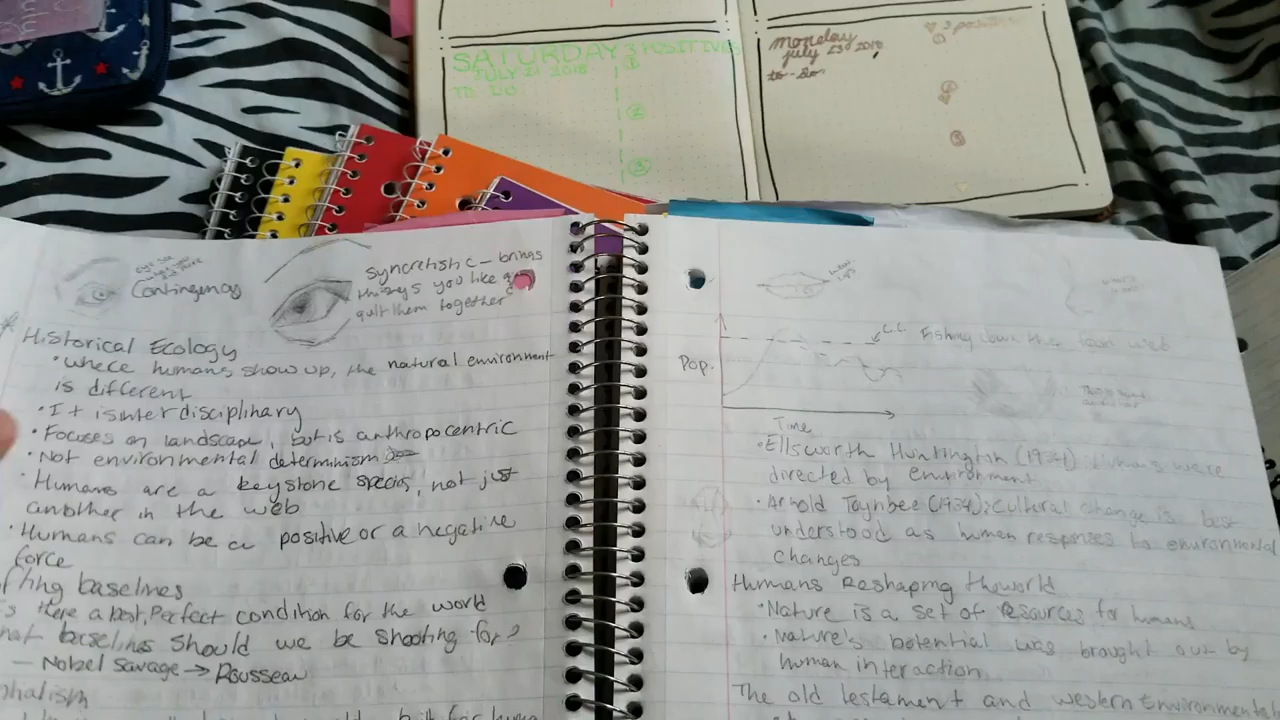 SATURDAY
JULY 21 2018
TO DO
3 POSITIVES
①
②
③
monday
july 23 2018
to-do
3 positives
①
②
③
Contingency
Syncretistic - brings
things you like &
quilt them together
* Historical Ecology
• where humans show up, the natural environment
is different
• It is interdisciplinary
• Focuses on landscape, but is anthropocentric
• Not environmental determinism
• Humans are a keystone species, not just
another in the web
• Humans can be a positive or a negative
force
fting baselines
s there a best, Perfect condition for the world
hat baselines should we be shooting for?
— Nobel Savage → Rousseau
C.C.
Fishing down the
web
Pop.
Time
• Ellsworth Huntington (1924): Humans were
directed by Environment
• Arnold Toynbee (1934): Cultural change is best
understood as human responses to environmental
changes
Humans Reshaping the world
• Nature is a set of resources for humans
• Nature's potential was brought out by
human interaction
The old testament and western Environmental